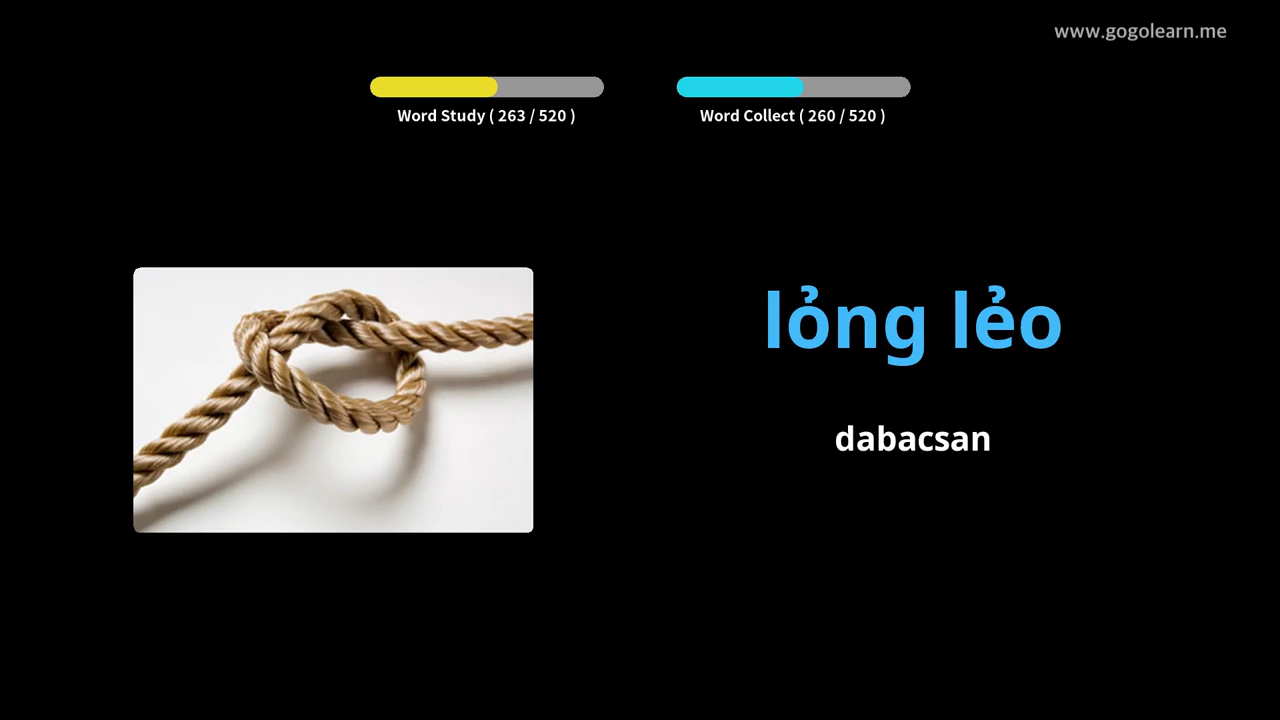 www.gogolearn.me
Word Study ( 263 / 520 )
Word Collect ( 260 / 520 )
lỏng lẻo
dabacsan